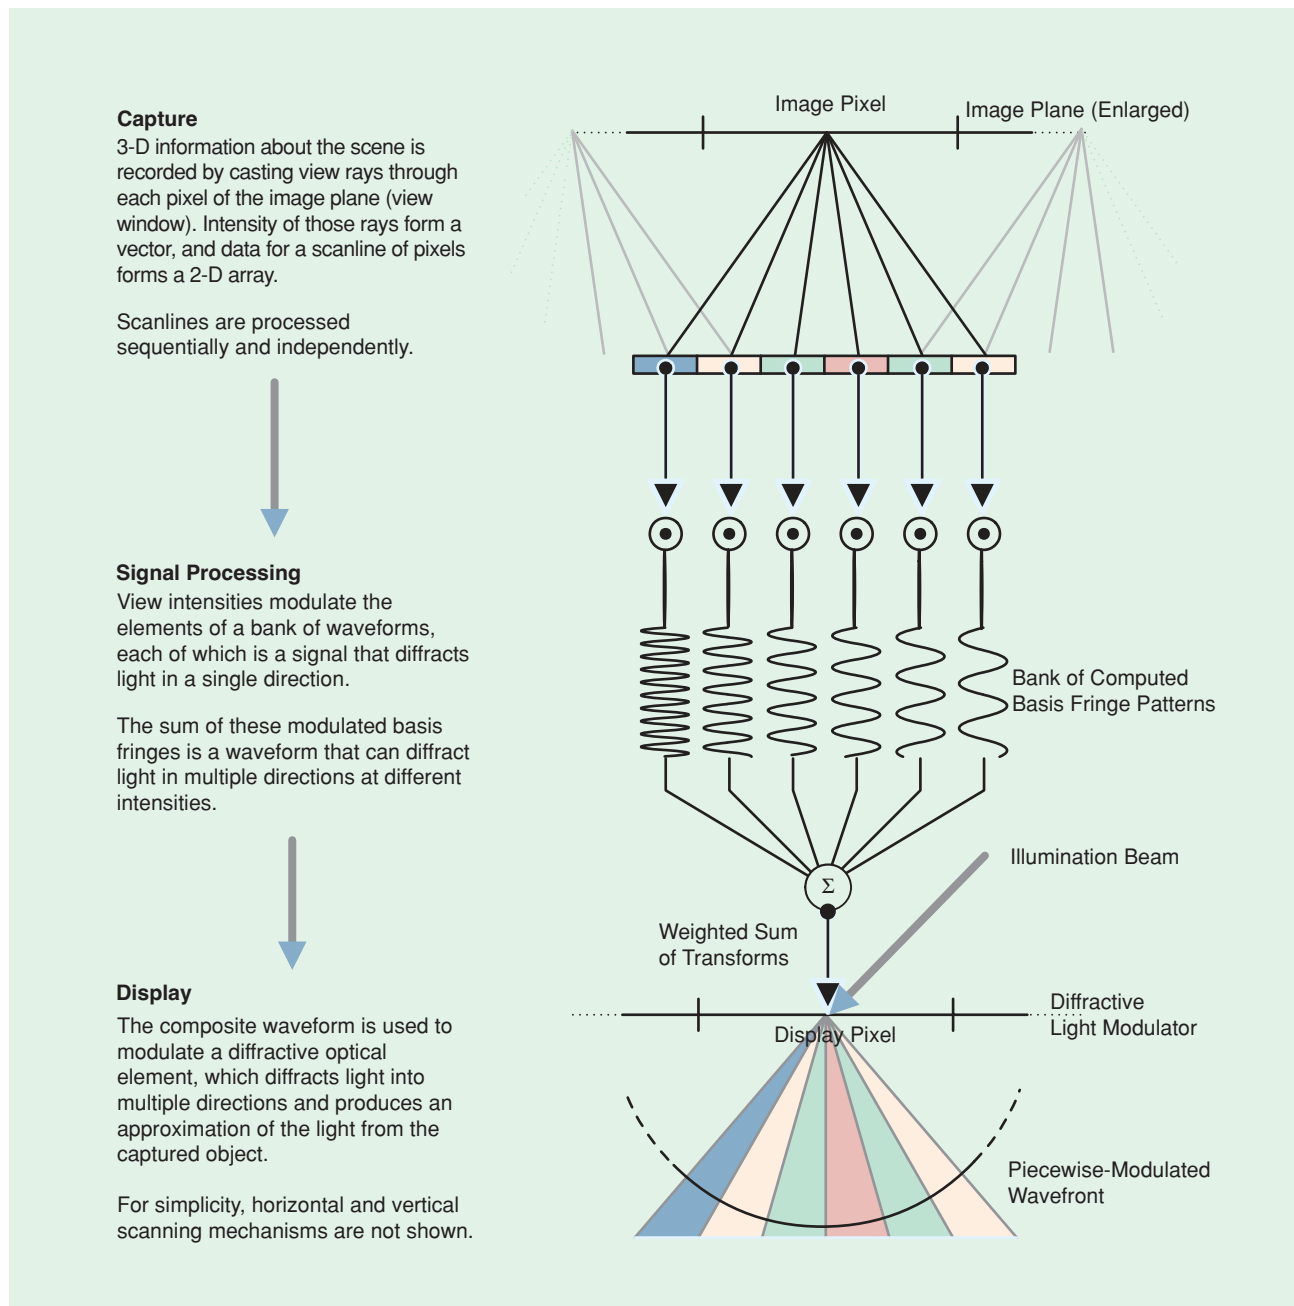 Capture
3-D information about the scene is
recorded by casting view rays through
each pixel of the image plane (view
window). Intensity of those rays form a
vector, and data for a scanline of pixels
forms a 2-D array.
Scanlines are processed
sequentially and independently.
Image Pixel
Image Plane (Enlarged)
Signal Processing
View intensities modulate the
elements of a bank of waveforms,
each of which is a signal that diffracts
light in a single direction.
The sum of these modulated basis
fringes is a waveform that can diffract
light in multiple directions at different
intensities.
Bank of Computed
Basis Fringe Patterns
Illumination Beam
Σ
Weighted Sum
of Transforms
Display
The composite waveform is used to
modulate a diffractive optical
element, which diffracts light into
multiple directions and produces an
approximation of the light from the
captured object.
For simplicity, horizontal and vertical
scanning mechanisms are not shown.
Diffractive
Light Modulator
Display Pixel
Piecewise-Modulated
Wavefront